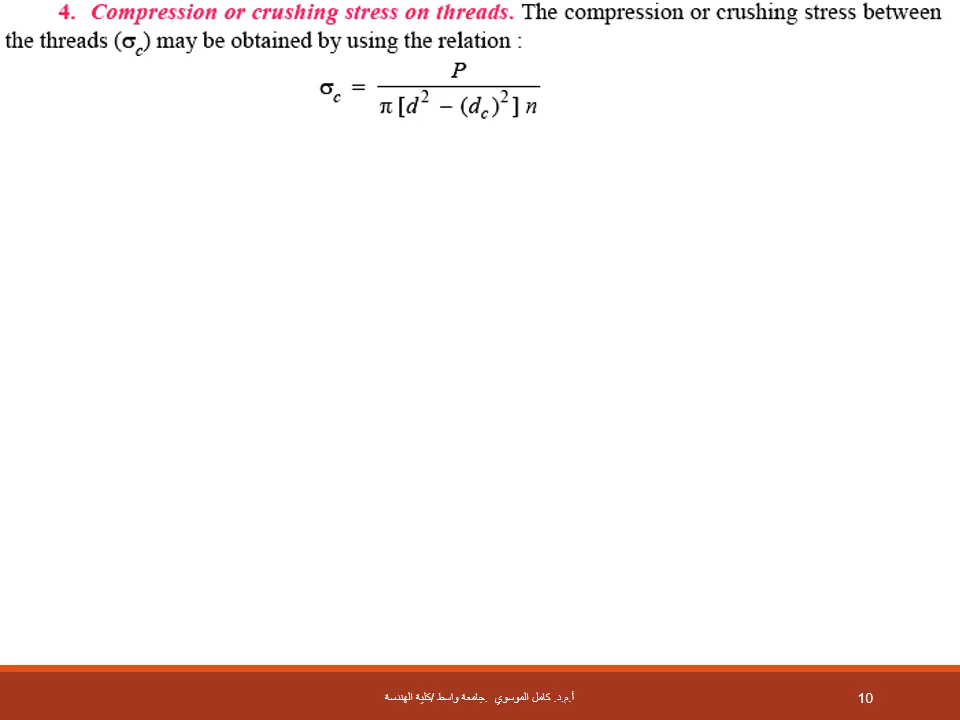 4. Compression or crushing stress on threads. The compression or crushing stress between
the threads (σc) may be obtained by using the relation :
σc = P / π [d² – (dc)²] n
أ.م.د. كامل الموسوي .جامعة واسط /كلية الهندسة
10